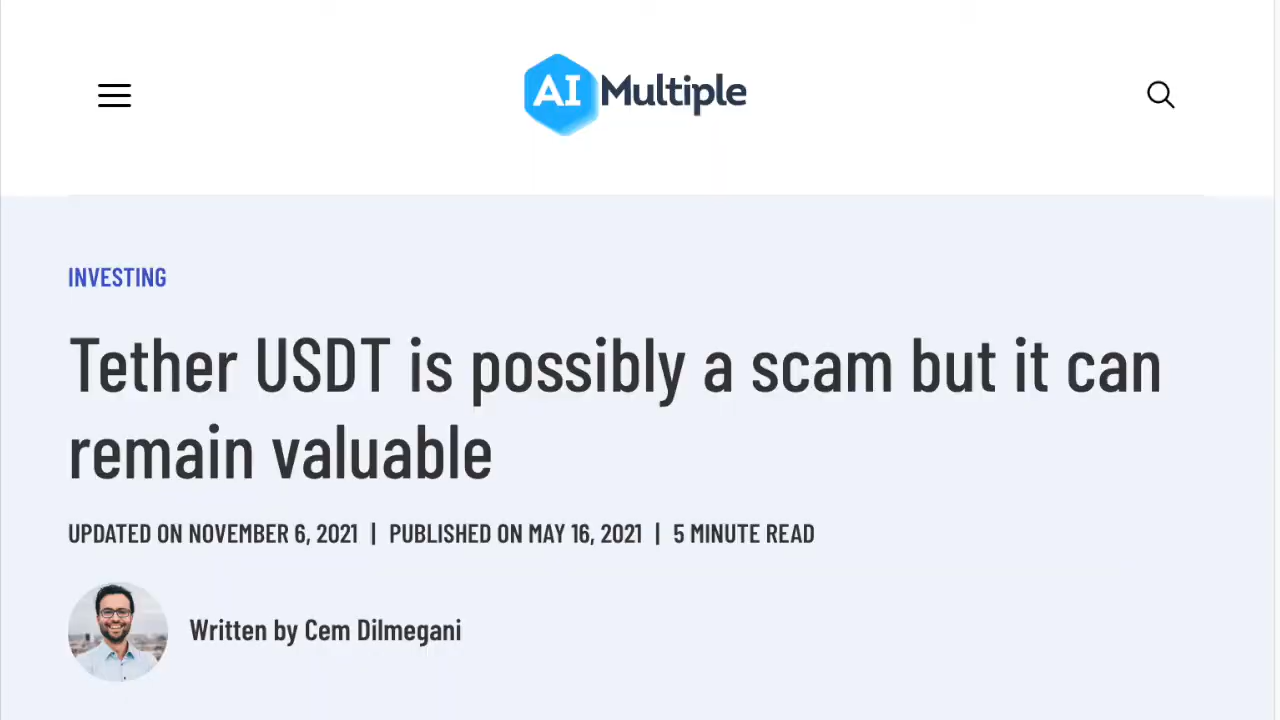 AI Multiple
INVESTING
Tether USDT is possibly a scam but it can
remain valuable
UPDATED ON NOVEMBER 6, 2021 | PUBLISHED ON MAY 16, 2021 | 5 MINUTE READ
Written by Cem Dilmegani